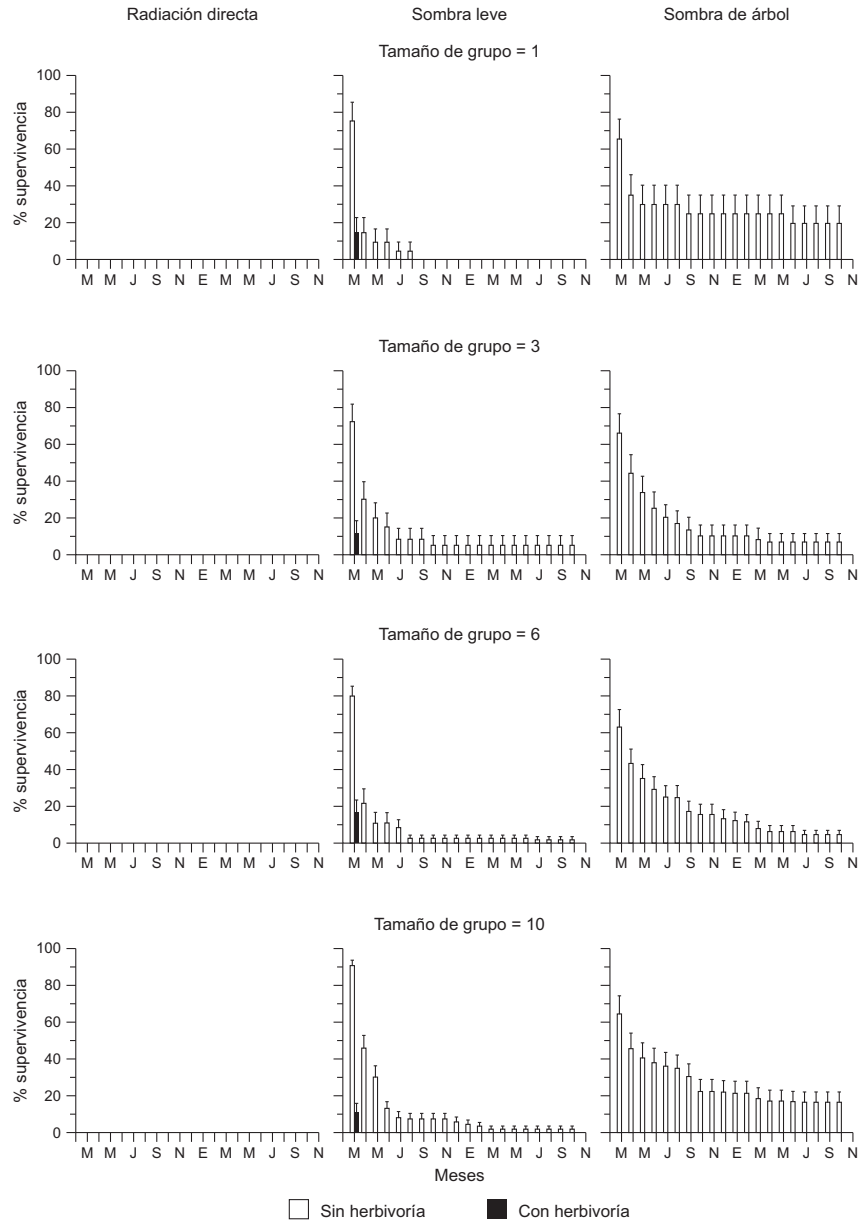 Radiación directa Sombra leve Sombra de árbol
Tamaño de grupo = 1
% supervivencia
100
80
60
40
20
0
M M J S N E M M J S N M M J S N E M M J S N M M J S N E M M J S N
Tamaño de grupo = 3
% supervivencia
100
80
60
40
20
0
M M J S N E M M J S N M M J S N E M M J S N M M J S N E M M J S N
Tamaño de grupo = 6
% supervivencia
100
80
60
40
20
0
M M J S N E M M J S N M M J S N E M M J S N M M J S N E M M J S N
Tamaño de grupo = 10
% supervivencia
100
80
60
40
20
0
M M J S N E M M J S N M M J S N E M M J S N M M J S N E M M J S N
Meses
Sin herbivoría Con herbivoría